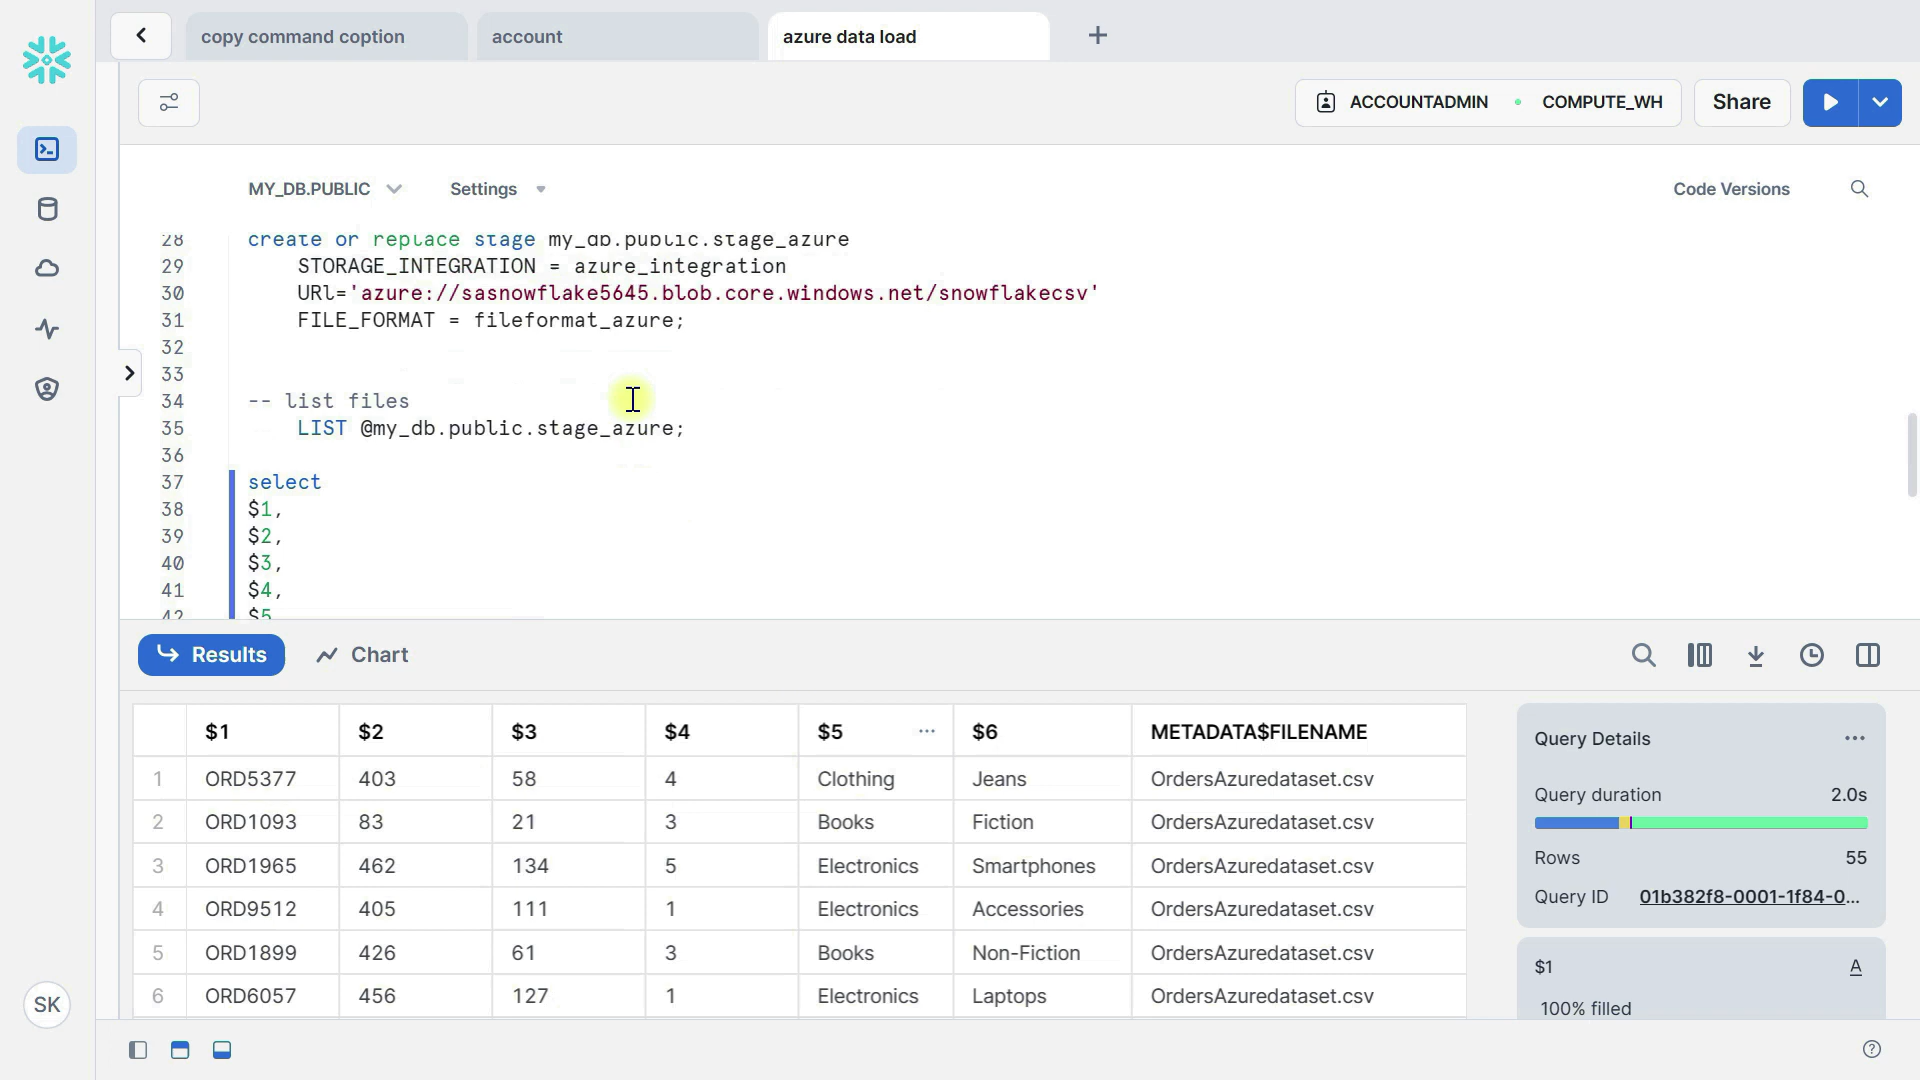 copy command coption
account
azure data load
ACCOUNTADMIN
COMPUTE_WH
Share
MY_DB.PUBLIC
Settings
Code Versions
28 create or replace stage my_db.public.stage_azure
29 STORAGE_INTEGRATION = azure_integration
30 URl='azure://sasnowflake5645.blob.core.windows.net/snowflakecsv'
31 FILE_FORMAT = fileformat_azure;
32
33
34 -- list files
35 LIST @my_db.public.stage_azure;
36
37 select
38 $1,
39 $2,
40 $3,
41 $4,
42 $5
Results
Chart
$1 $2 $3 $4 $5 ... $6 METADATA$FILENAME
1 ORD5377 403 58 4 Clothing Jeans OrdersAzuredataset.csv
2 ORD1093 83 21 3 Books Fiction OrdersAzuredataset.csv
3 ORD1965 462 134 5 Electronics Smartphones OrdersAzuredataset.csv
4 ORD9512 405 111 1 Electronics Accessories OrdersAzuredataset.csv
5 ORD1899 426 61 3 Books Non-Fiction OrdersAzuredataset.csv
6 ORD6057 456 127 1 Electronics Laptops OrdersAzuredataset.csv
Query Details ...
Query duration 2.0s
Rows 55
Query ID 01b382f8-0001-1f84-0...
$1 A
100% filled
SK